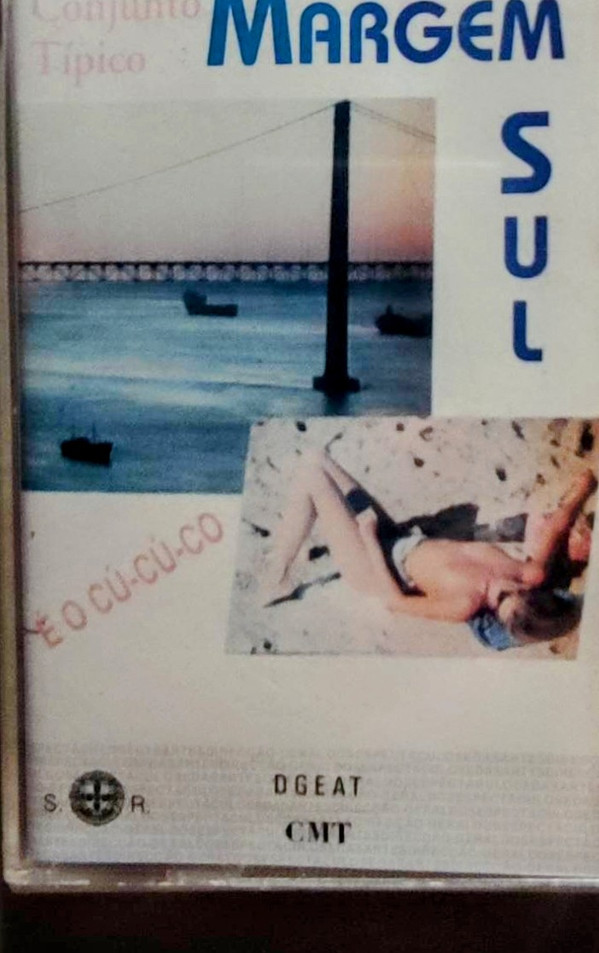 Conjunto
Típico
MARGEM
SUL
É O CÚ-CÚ-CO
DGEAT
S. R.
CMT